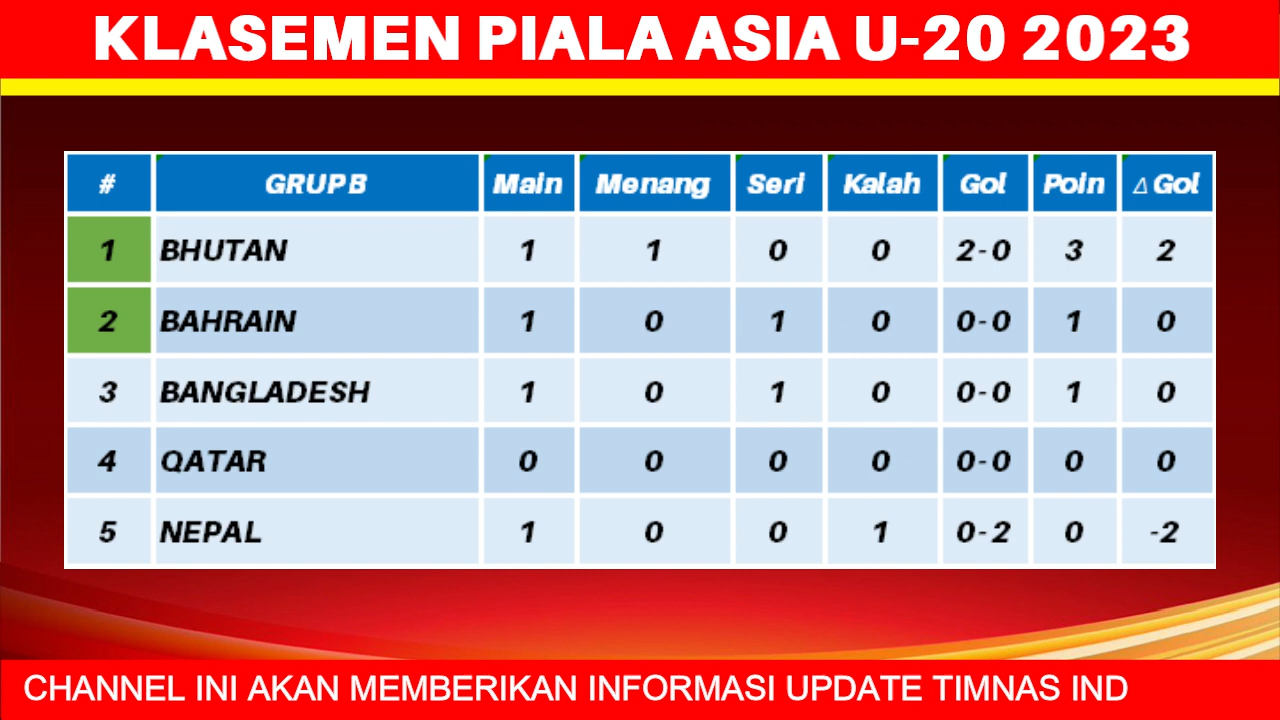 KLASEMEN PIALA ASIA U-20 2023
# GRUP B Main Menang Seri Kalah Gol Poin Δ Gol
1 BHUTAN 1 1 0 0 2-0 3 2
2 BAHRAIN 1 0 1 0 0-0 1 0
3 BANGLADESH 1 0 1 0 0-0 1 0
4 QATAR 0 0 0 0 0-0 0 0
5 NEPAL 1 0 0 1 0-2 0 -2
CHANNEL INI AKAN MEMBERIKAN INFORMASI UPDATE TIMNAS IND